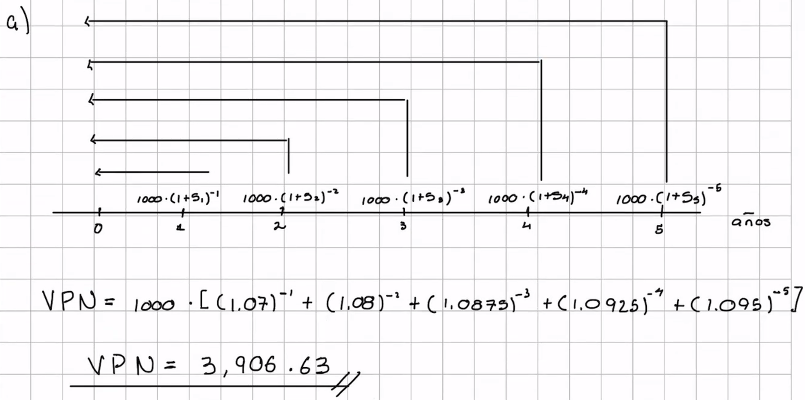 a)
1000·(1+S₁)⁻¹ 1000·(1+S₂)⁻² 1000·(1+S₃)⁻³ 1000·(1+S4)⁻⁴ 1000·(1+S5)⁻⁵
0 1 2 3 4 5 años
VPN = 1000 · [(1.07)⁻¹ + (1.08)⁻² + (1.0875)⁻³ + (1.0925)⁻⁴ + (1.095)⁻⁵]
VPN = 3,906.63